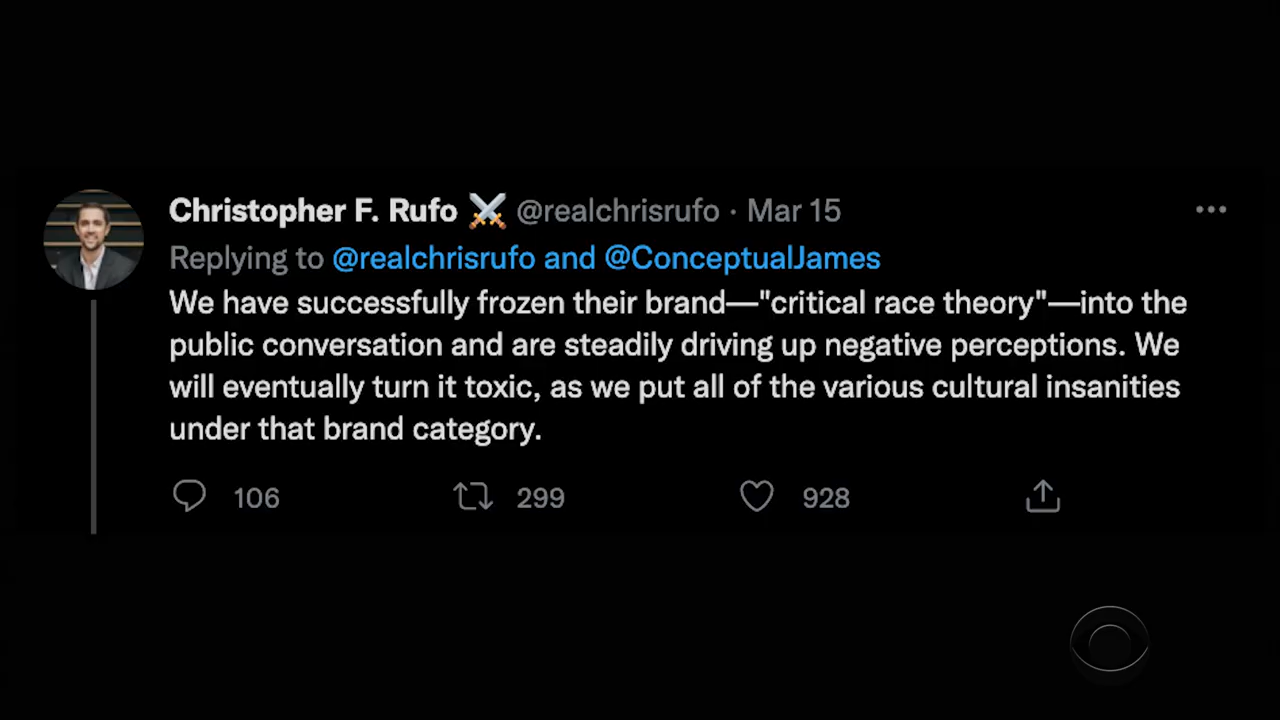 Christopher F. Rufo ⚔️ @realchrisrufo · Mar 15
Replying to @realchrisrufo and @ConceptualJames
We have successfully frozen their brand—"critical race theory"—into the
public conversation and are steadily driving up negative perceptions. We
will eventually turn it toxic, as we put all of the various cultural insanities
under that brand category.
106 299 928